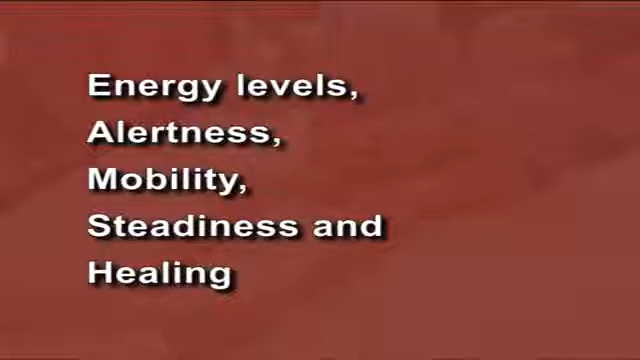 Energy levels,
Alertness,
Mobility,
Steadiness and
Healing